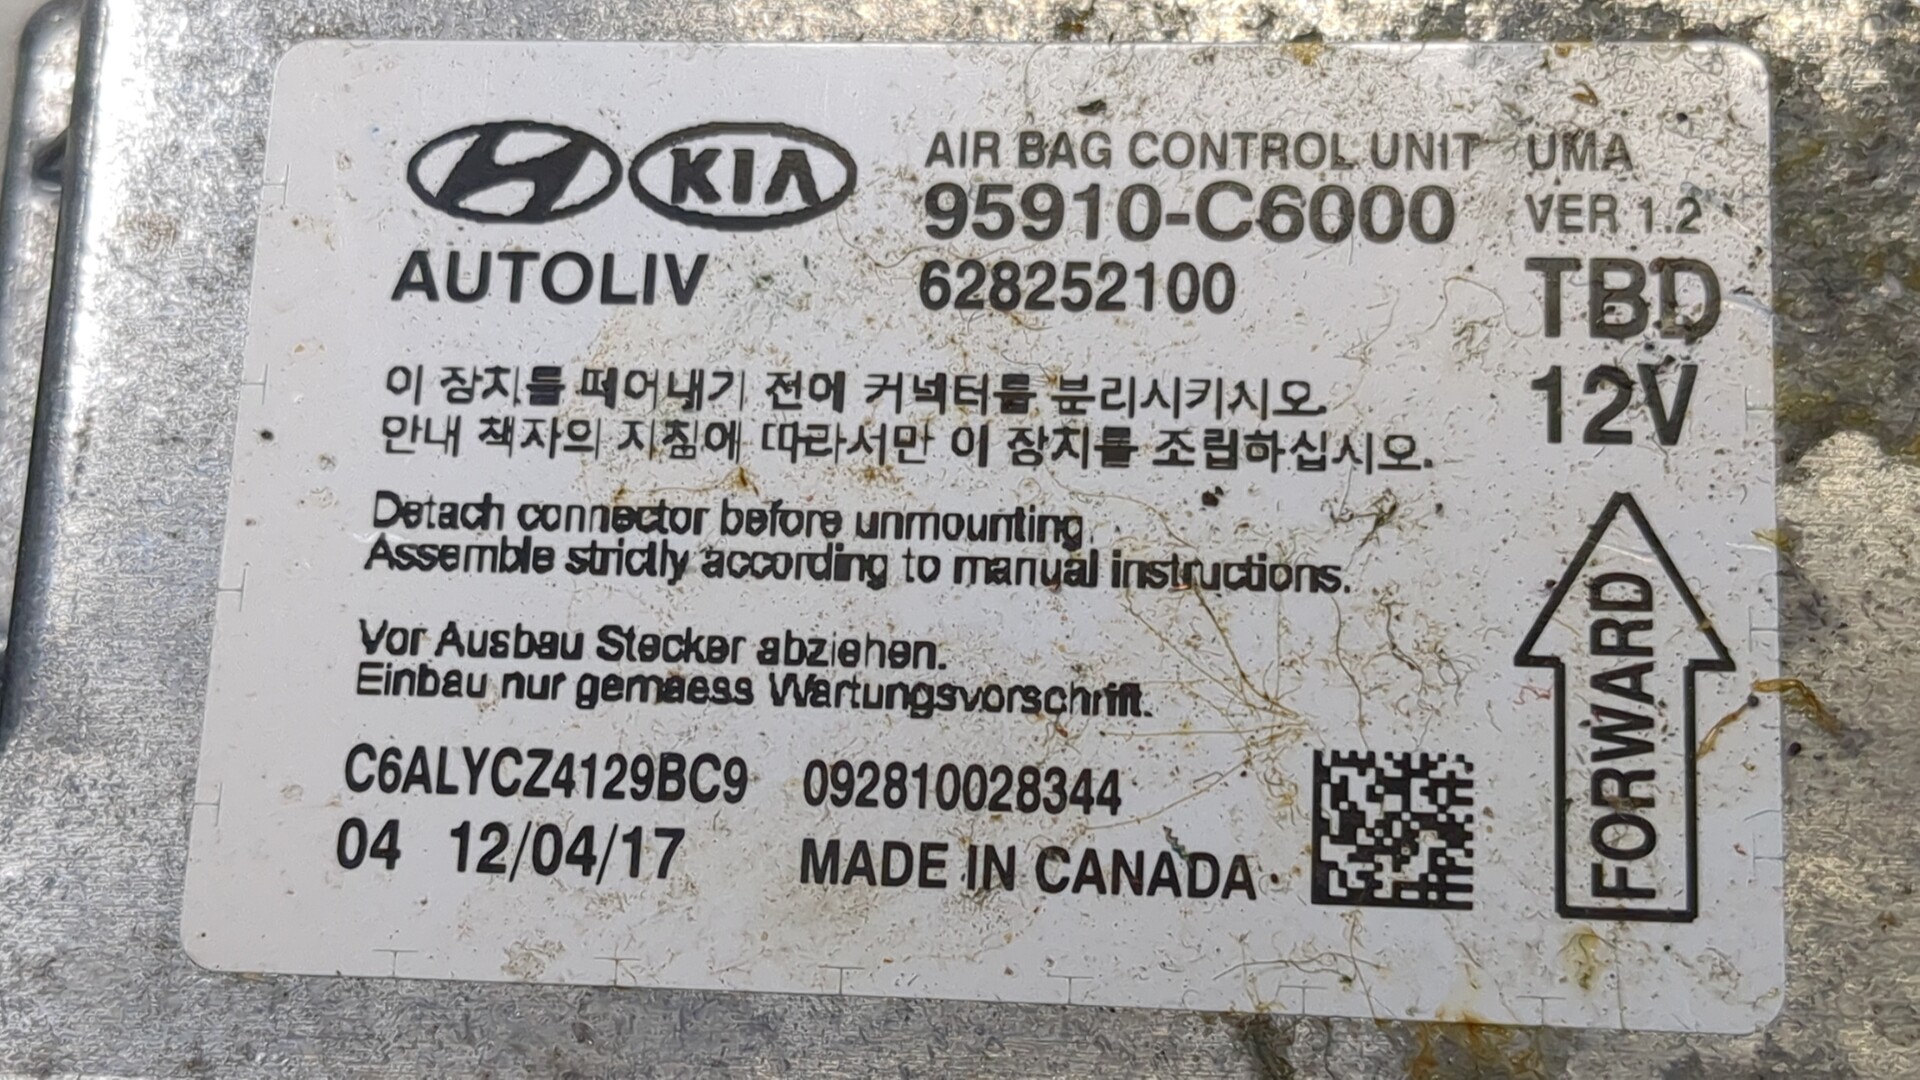 KIA
AIR BAG CONTROL UNIT UMA
95910-C6000 VER 1.2
AUTOLIV 628252100 TBD
12V
이 장치를 떼어내기 전에 커넥터를 분리시키시오.
안내 책자의 지침에 따라서만 이 장치를 조립하십시오.
Detach connector before unmounting.
Assemble strictly according to manual instructions.
Vor Ausbau Stecker abziehen.
Einbau nur gemaess Wartungsvorschrift.
FORWARD
C6ALYCZ4129BC9 092810028344
04 12/04/17 MADE IN CANADA